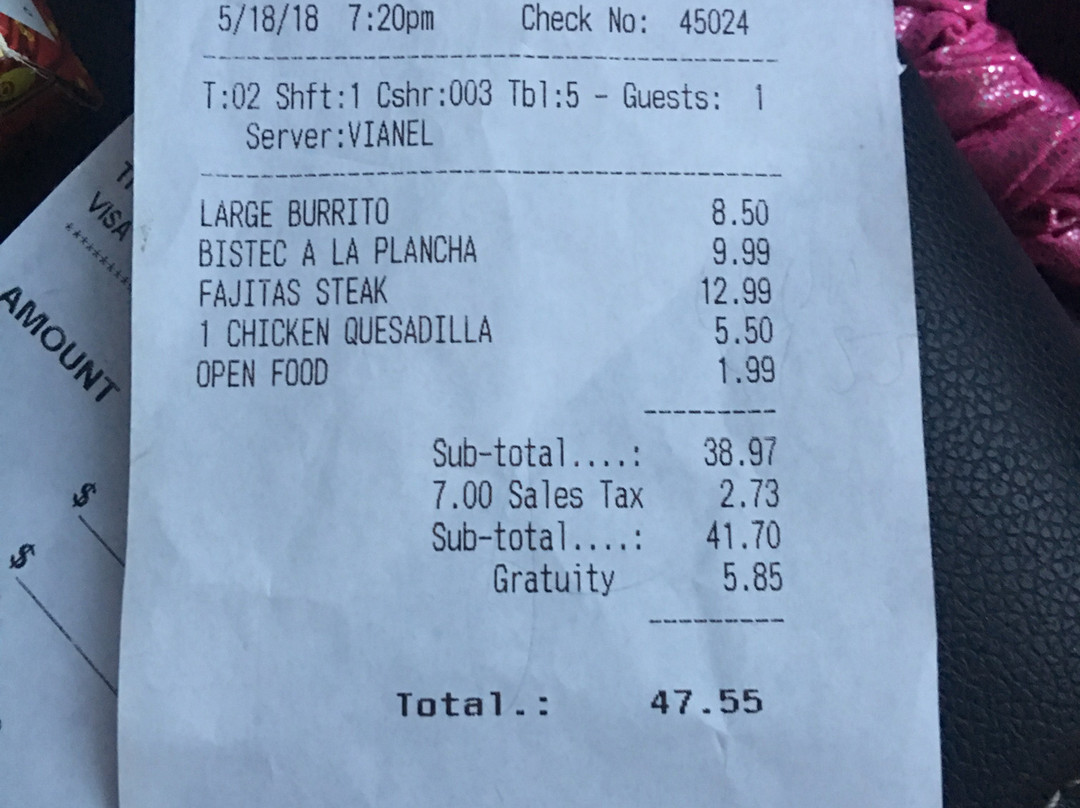 5/18/18 7:20pm Check No: 45024
T:02 Shft:1 Cshr:003 Tbl:5 - Guests: 1
Server:VIANEL
LARGE BURRITO 8.50
BISTEC A LA PLANCHA 9.99
FAJITAS STEAK 12.99
1 CHICKEN QUESADILLA 5.50
OPEN FOOD 1.99
Sub-total....: 38.97
7.00 Sales Tax 2.73
Sub-total....: 41.70
Gratuity 5.85
Total.: 47.55
VISA
***********
AMOUNT
$
$